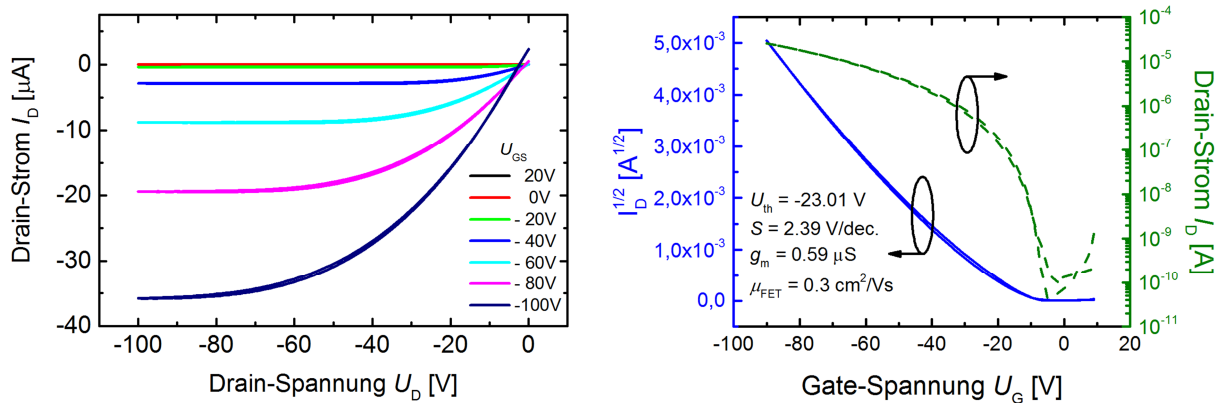 0
-10
-20
-30
-40
-100
-80
-60
-40
-20
0
Drain-Strom I_D [µA]
Drain-Spannung U_D [V]
U_GS
20V
0V
- 20V
- 40V
- 60V
- 80V
-100V
5,0x10^-3
4,0x10^-3
3,0x10^-3
2,0x10^-3
1,0x10^-3
0,0
I_D^1/2 [A^1/2]
U_th = -23.01 V
S = 2.39 V/dec.
g_m = 0.59 µS
µ_FET = 0.3 cm²/Vs
-100
-80
-60
-40
-20
0
20
Gate-Spannung U_G [V]
10^-4
10^-5
10^-6
10^-7
10^-8
10^-9
10^-10
10^-11
Drain-Strom I_D [A]